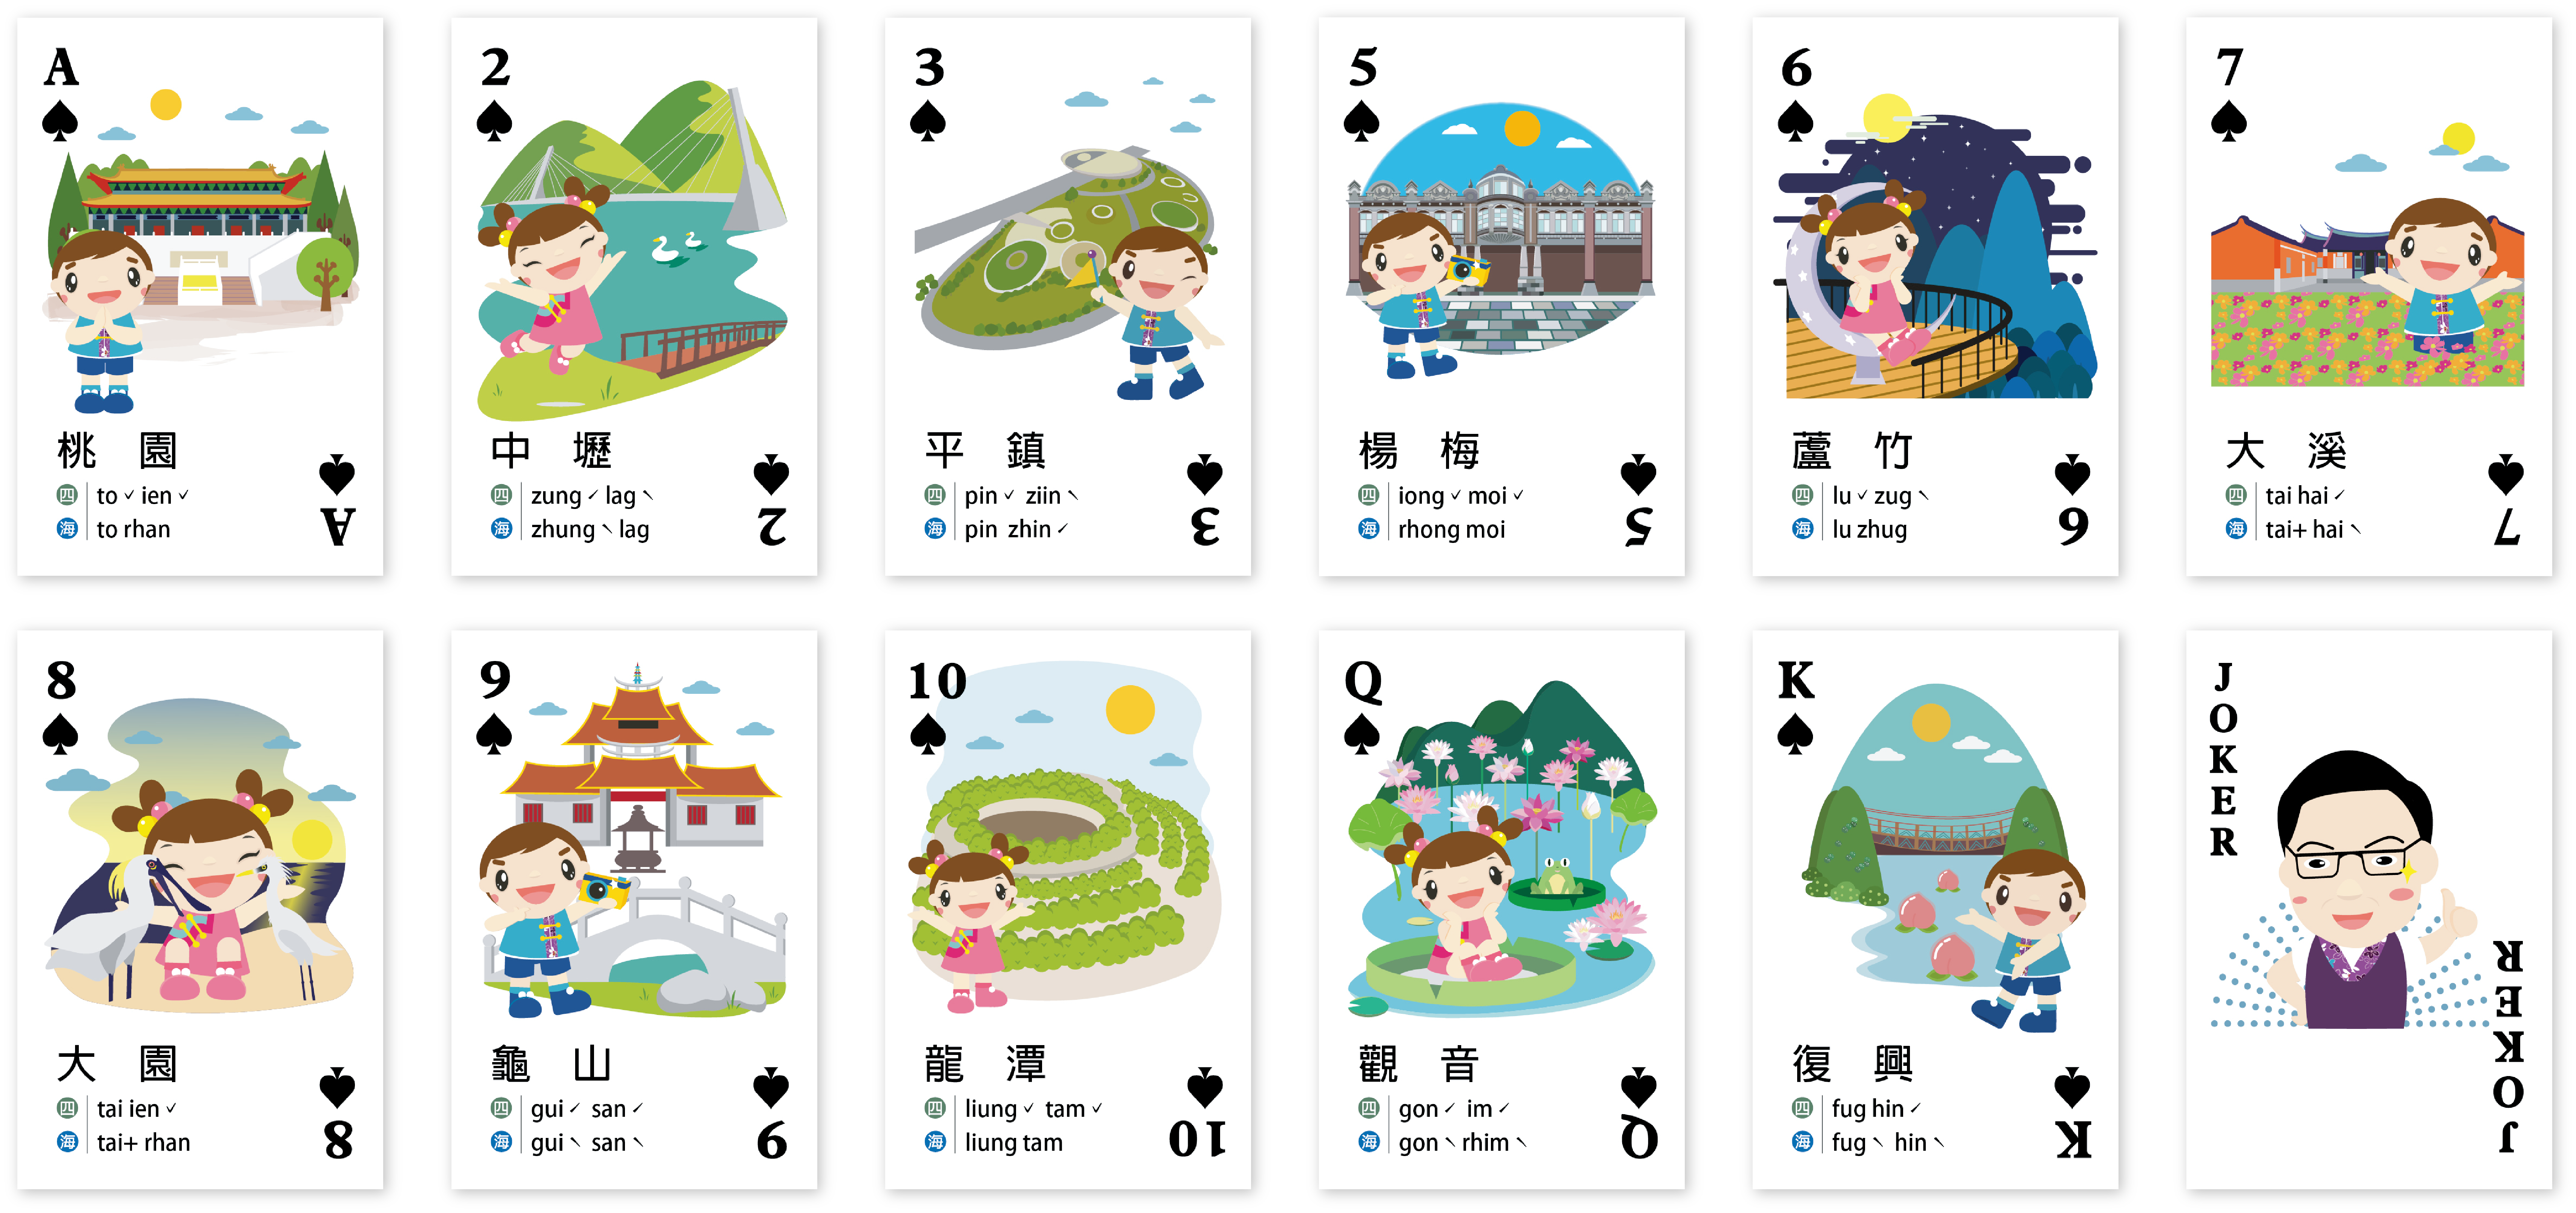 A
桃園
四 to ˇ ien ˇ
海 to rhan
A
2
中壢
四 zung ˊ lag ˋ
海 zhung ˋ lag
2
3
平鎮
四 pin ˇ ziin ˋ
海 pin zhin ˊ
3
5
楊梅
四 iong ˇ moi ˇ
海 rhong moi
5
6
蘆竹
四 lu ˇ zug ˋ
海 lu zhug
6
7
大溪
四 tai hai ˊ
海 tai+ hai ˋ
7
8
大園
四 tai ien ˇ
海 tai+ rhan
8
9
龜山
四 gui ˊ san ˊ
海 gui ˋ san ˋ
9
10
龍潭
四 liung ˇ tam ˇ
海 liung tam
10
Q
觀音
四 gon ˊ im ˊ
海 gon ˋ rhim ˋ
Q
K
復興
四 fug hin ˊ
海 fug ˋ hin ˋ
K
JOKER
JOKER